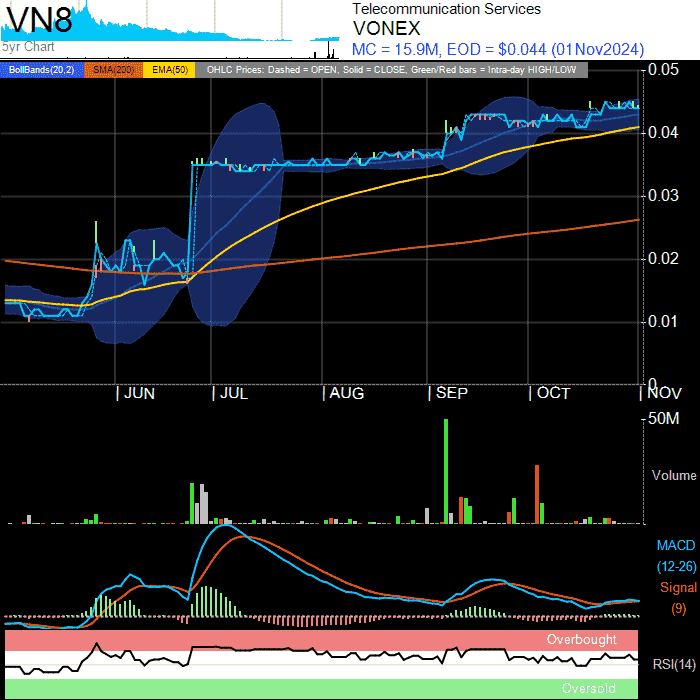 VN8
5yr Chart
Telecommunication Services
VONEX
MC = 15.9M, EOD = $0.044 (01Nov2024)
BollBands(20,2) SMA(200) EMA(50) OHLC Prices: Dashed = OPEN, Solid = CLOSE, Green/Red bars = Intra-day HIGH/LOW
0.05
0.04
0.03
0.02
0.01
0
JUN JUL AUG SEP OCT NOV
50M
Volume
MACD
(12-26)
Signal
(9)
Overbought
RSI(14)
Oversold